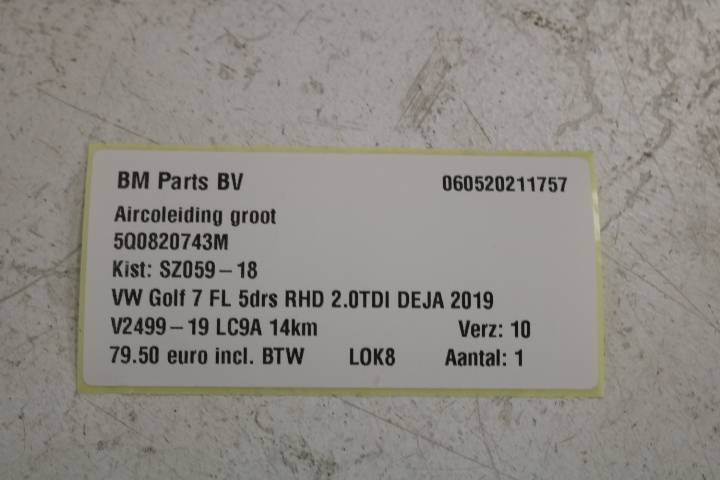 BM Parts BV 060520211757
Aircoleiding groot
5Q0820743M
Kist: SZ059-18
VW Golf 7 FL 5drs RHD 2.0TDI DEJA 2019
V2499-19 LC9A 14km Verz: 10
79.50 euro incl. BTW LOK8 Aantal: 1